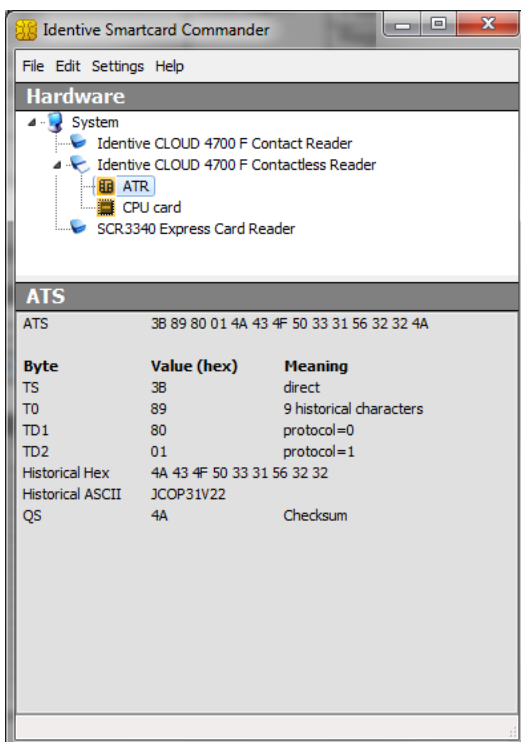 Identive Smartcard Commander
File Edit Settings Help
Hardware
System
Identive CLOUD 4700 F Contact Reader
Identive CLOUD 4700 F Contactless Reader
ATR
CPU card
SCR3340 Express Card Reader
ATS
ATS 3B 89 80 01 4A 43 4F 50 33 31 56 32 32 4A
Byte Value (hex) Meaning
TS 3B direct
T0 89 9 historical characters
TD1 80 protocol=0
TD2 01 protocol=1
Historical Hex 4A 43 4F 50 33 31 56 32 32
Historical ASCII JCOP31V22
QS 4A Checksum